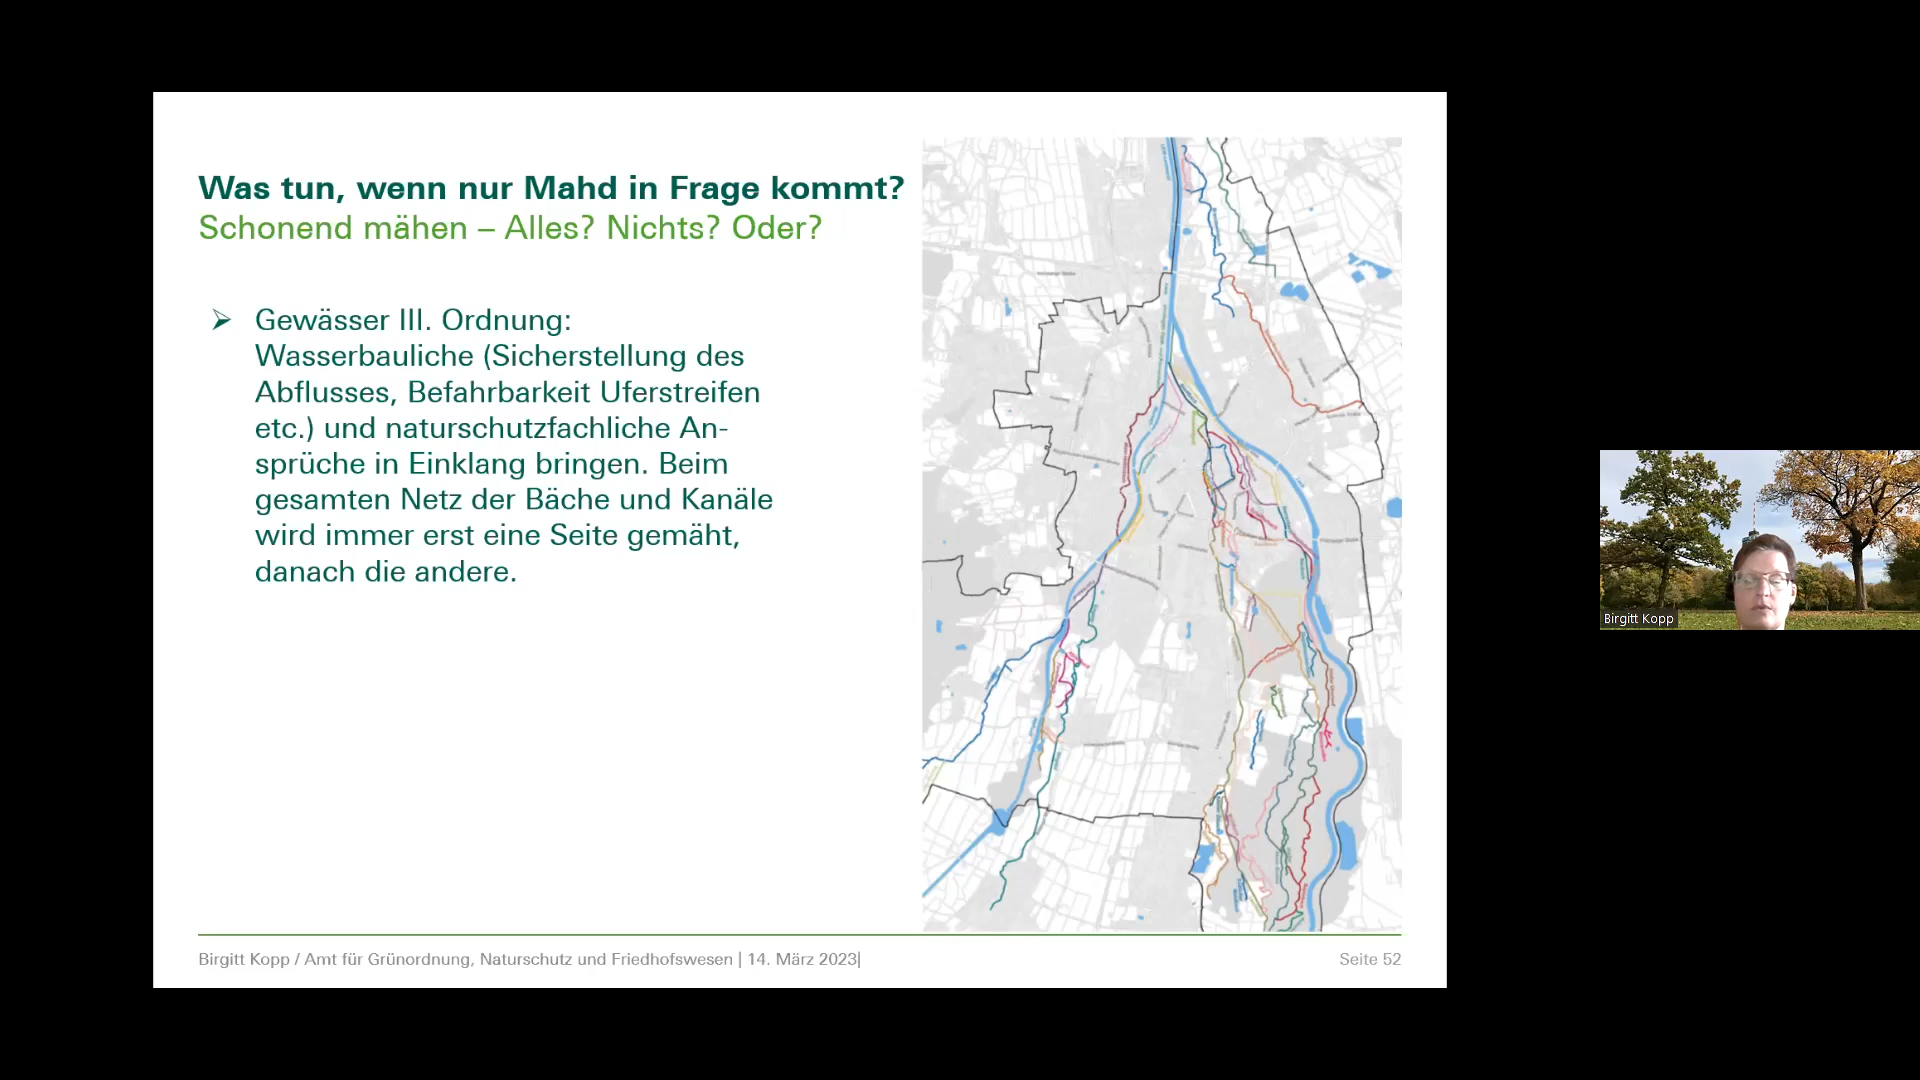 Was tun, wenn nur Mahd in Frage kommt?
Schonend mähen – Alles? Nichts? Oder?
➢ Gewässer III. Ordnung:
Wasserbauliche (Sicherstellung des
Abflusses, Befahrbarkeit Uferstreifen
etc.) und naturschutzfachliche An-
sprüche in Einklang bringen. Beim
gesamten Netz der Bäche und Kanäle
wird immer erst eine Seite gemäht,
danach die andere.
Birgitt Kopp / Amt für Grünordnung, Naturschutz und Friedhofswesen | 14. März 2023|
Seite 52
Birgitt Kopp